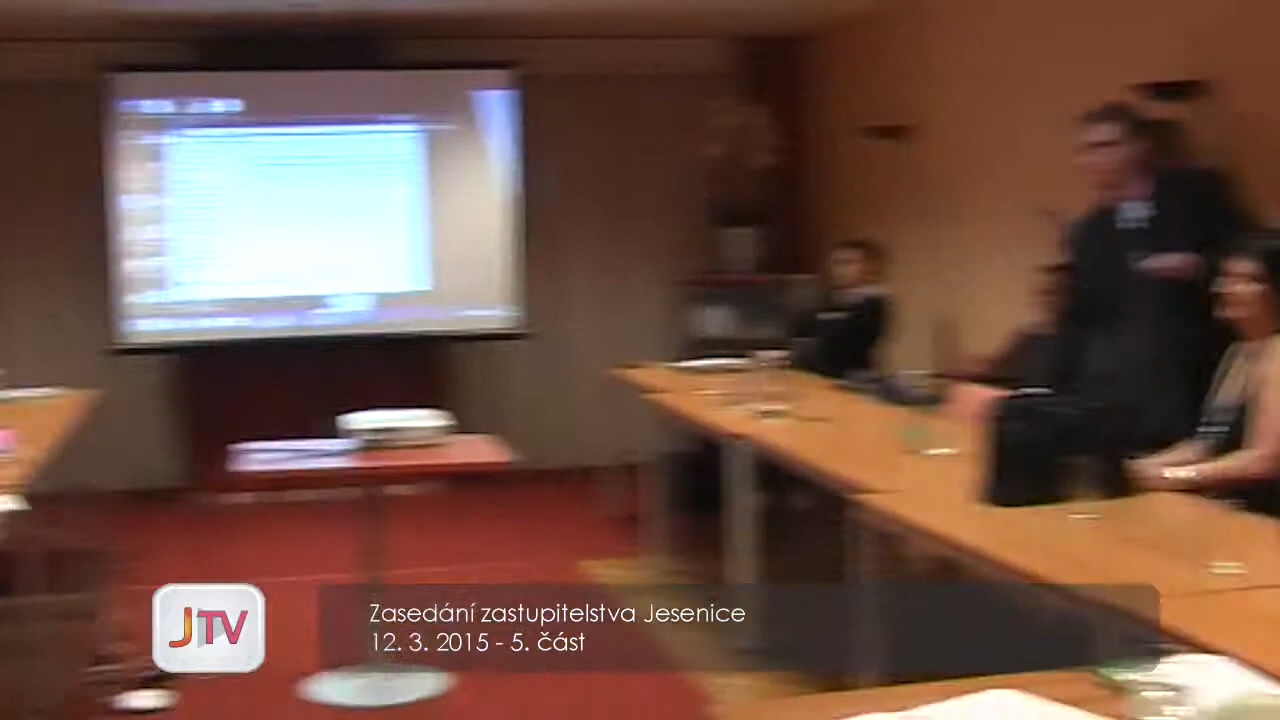 JTV
Zasedání zastupitelstva Jesenice
12. 3. 2015 - 5. část